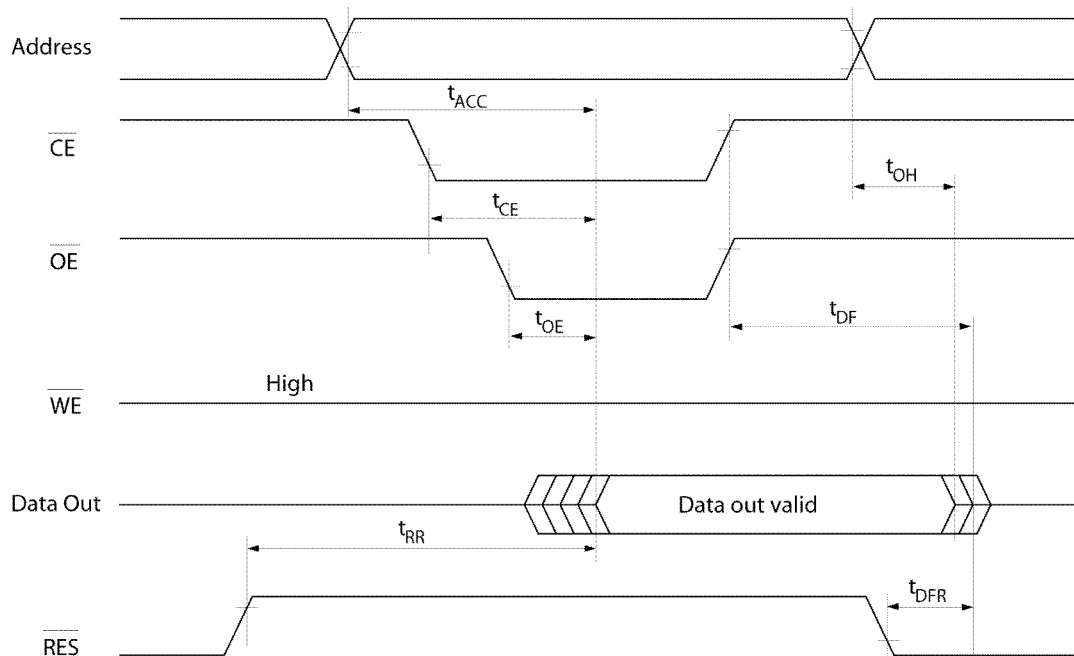 Address
tACC
CE
tOH
tCE
OE
tDF
tOE
High
WE
Data Out
Data out valid
tRR
tDFR
RES